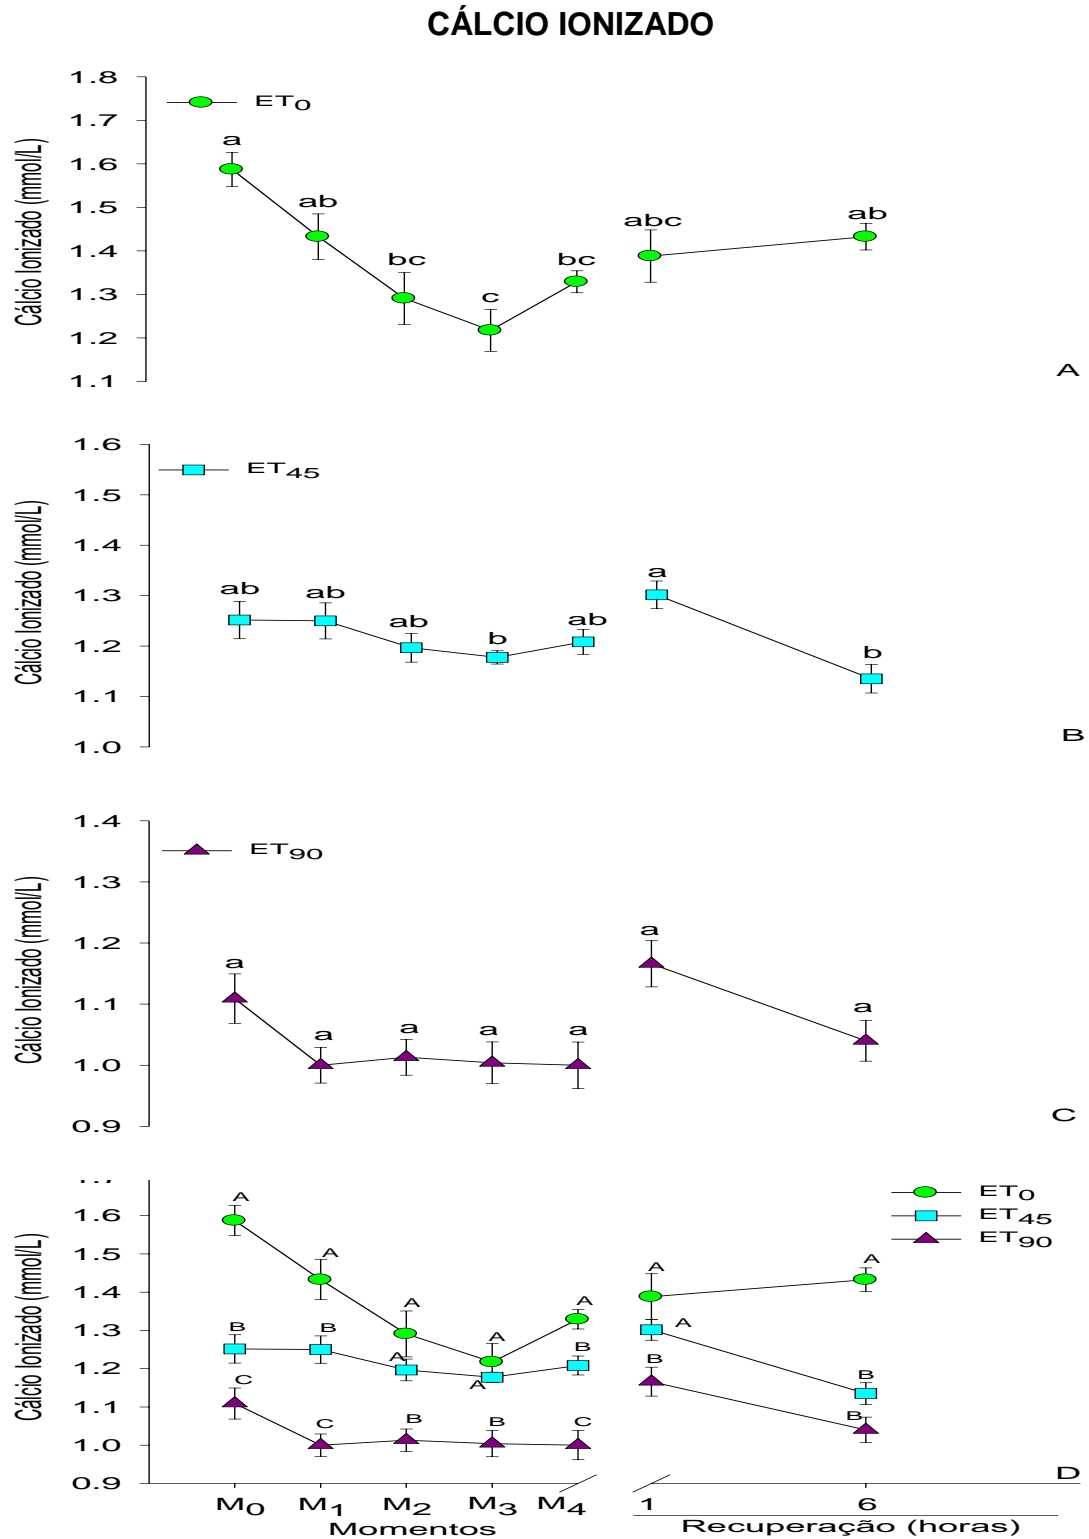 CÁLCIO IONIZADO
Cálcio Ionizado (mmol/L)
1.8
1.7
1.6
1.5
1.4
1.3
1.2
1.1
ET0
a
ab
bc
c
bc
abc
ab
A
Cálcio Ionizado (mmol/L)
1.6
1.5
1.4
1.3
1.2
1.1
1.0
ET45
ab
ab
ab
b
ab
a
b
B
Cálcio Ionizado (mmol/L)
1.4
1.3
1.2
1.1
1.0
0.9
ET90
a
a
a
a
a
a
a
C
Cálcio Ionizado (mmol/L)
1.7
1.6
1.5
1.4
1.3
1.2
1.1
1.0
0.9
ET0
ET45
ET90
A
A
A
A
A
A
A
B
B
A
A
B
A
B
C
C
B
B
C
B
B
D
M0 M1 M2 M3 M4 1 6
Momentos
Recuperação (horas)